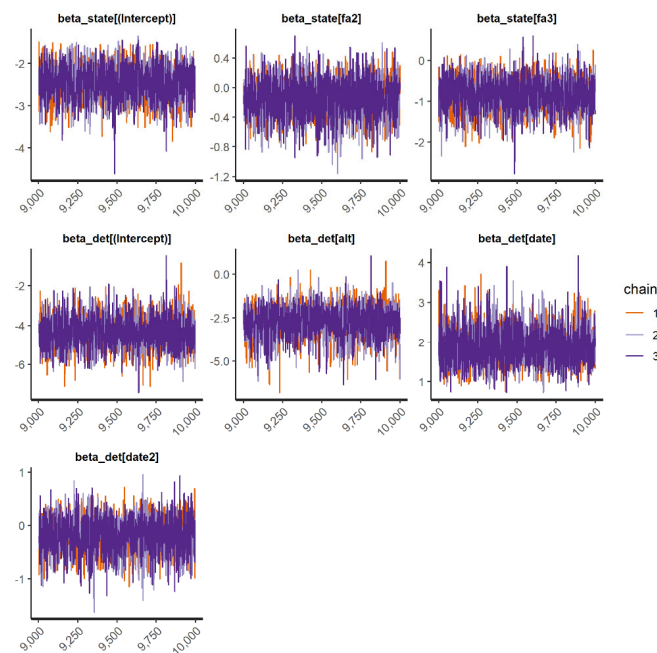 beta_state[(Intercept)] beta_state[fa2] beta_state[fa3]
-2
-3
-4
0.4
0.0
-0.4
-0.8
-1.2
0
-1
-2
9,000 9,250 9,500 9,750 10,000
9,000 9,250 9,500 9,750 10,000
9,000 9,250 9,500 9,750 10,000
beta_det[(Intercept)] beta_det[alt] beta_det[date]
-2
-4
-6
0.0
-2.5
-5.0
4
3
2
1
9,000 9,250 9,500 9,750 10,000
9,000 9,250 9,500 9,750 10,000
9,000 9,250 9,500 9,750 10,000
chain
1
2
3
beta_det[date2]
1
0
-1
9,000 9,250 9,500 9,750 10,000